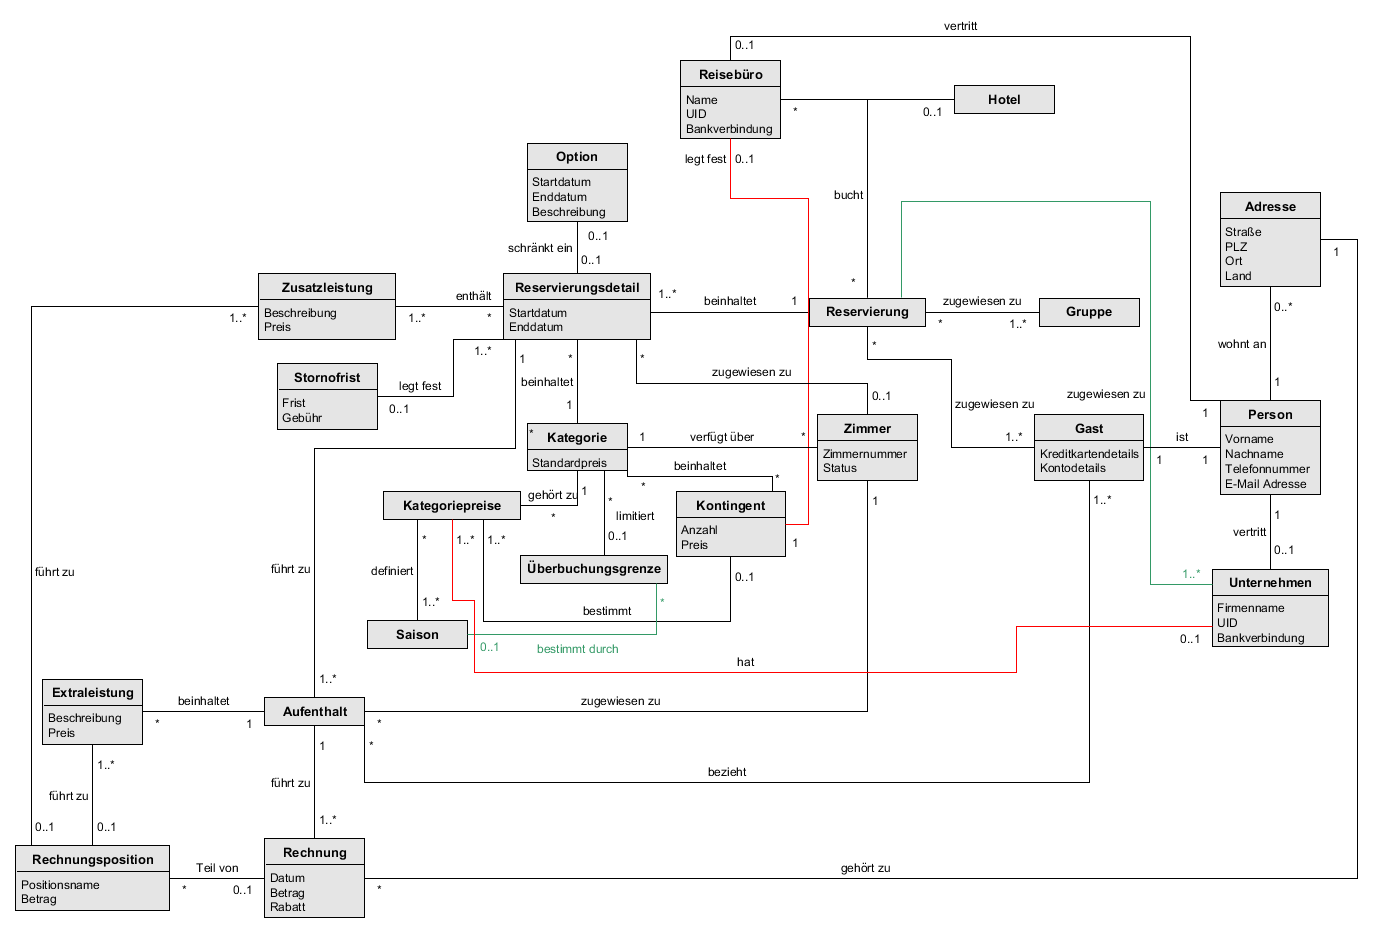 vertritt
0..1
Reisebüro
Name
UID
Bankverbindung
*
0..1
Hotel
legt fest
0..1
Option
Startdatum
Enddatum
Beschreibung
bucht
Adresse
Straße
PLZ
Ort
Land
schränkt ein
0..1
0..1
1
Zusatzleistung
Beschreibung
Preis
enthält
1..*
1..*
*
Reservierungsdetail
Startdatum
Enddatum
1..*
beinhaltet
1
*
Reservierung
zugewiesen zu
*
1..*
Gruppe
0..*
wohnt an
1
Stornofrist
Frist
Gebühr
legt fest
0..1
1..*
1
*
beinhaltet
1
*
zugewiesen zu
0..1
*
zugewiesen zu
1..*
zugewiesen zu
1
*
Kategorie
Standardpreis
1
verfügt über
*
Zimmer
Zimmernummer
Status
Gast
Kreditkartendetails
Kontodetails
ist
1
1
Person
Vorname
Nachname
Telefonnummer
E-Mail Adresse
beinhaltet
*
*
Kategoriepreise
gehört zu
1
*
*
limitiert
0..1
Kontingent
Anzahl
Preis
1
1
1..*
1
vertritt
0..1
*
1..*
1..*
definiert
1..*
Überbuchungsgrenze
*
0..1
bestimmt
führt zu
führt zu
1..*
Unternehmen
Firmenname
UID
Bankverbindung
0..1
Saison
0..1
bestimmt durch
hat
1..*
Extraleistung
Beschreibung
Preis
beinhaltet
*
1
Aufenthalt
zugewiesen zu
*
*
1
1..*
führt zu
0..1
0..1
führt zu
1..*
bezieht
Rechnungsposition
Positionsname
Betrag
Teil von
*
0..1
Rechnung
Datum
Betrag
Rabatt
*
gehört zu